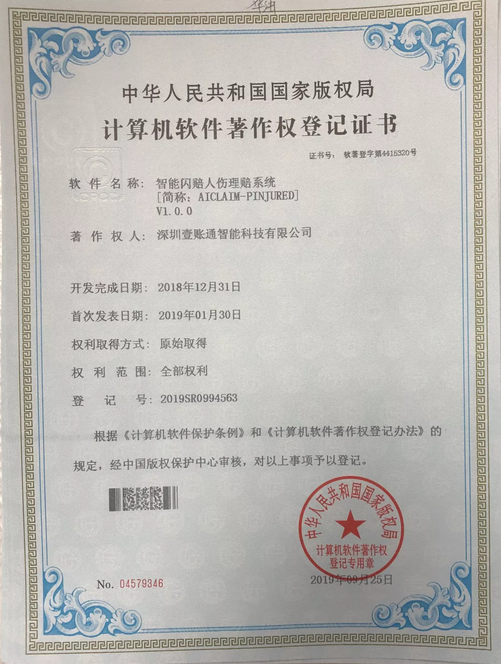 中华人民共和国国家版权局
计算机软件著作权登记证书
证书号： 软著登字第4415320号
软件名称： 智能闪赔人伤理赔系统
[简称：AICLAIM-PINJURED]
V1.0.0
著作权人： 深圳壹账通智能科技有限公司
开发完成日期： 2018年12月31日
首次发表日期： 2019年01月30日
权利取得方式： 原始取得
权利范围： 全部权利
登记号： 2019SR0994563
根据《计算机软件保护条例》和《计算机软件著作权登记办法》的
规定，经中国版权保护中心审核，对以上事项予以登记。
中华人民共和国国家版权局
计算机软件著作权
登记专用章
No. 04579346
2019年09月25日